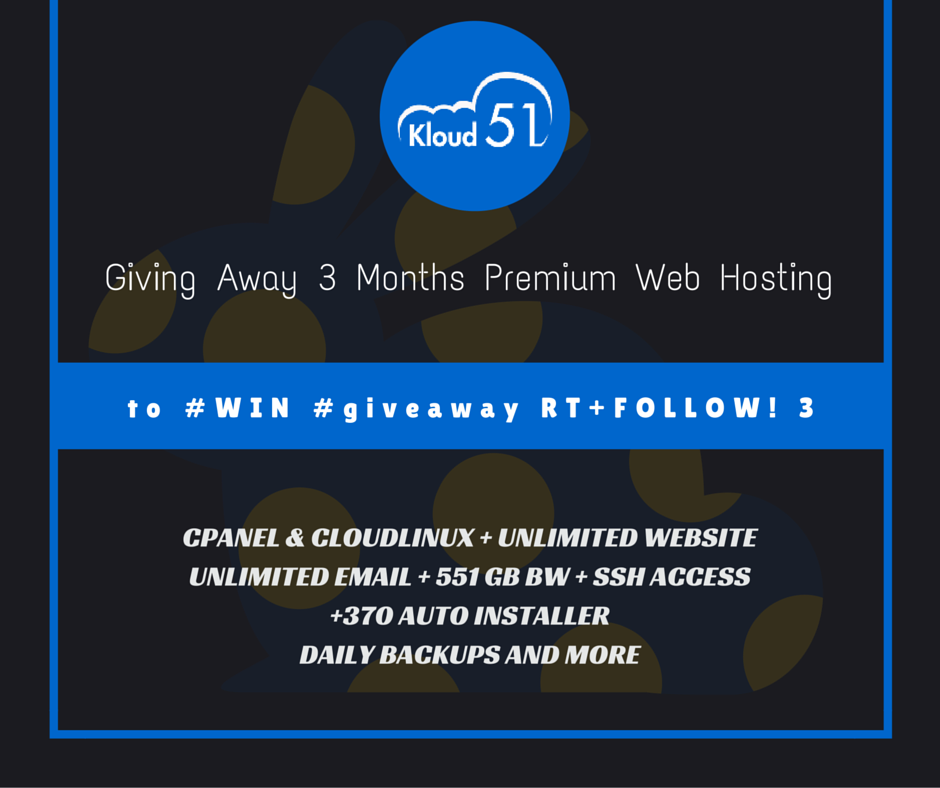 Kloud 51
Giving Away 3 Months Premium Web Hosting
to #WIN #giveaway RT+FOLLOW! 3
CPANEL & CLOUDLINUX + UNLIMITED WEBSITE
UNLIMITED EMAIL + 551 GB BW + SSH ACCESS
+370 AUTO INSTALLER
DAILY BACKUPS AND MORE